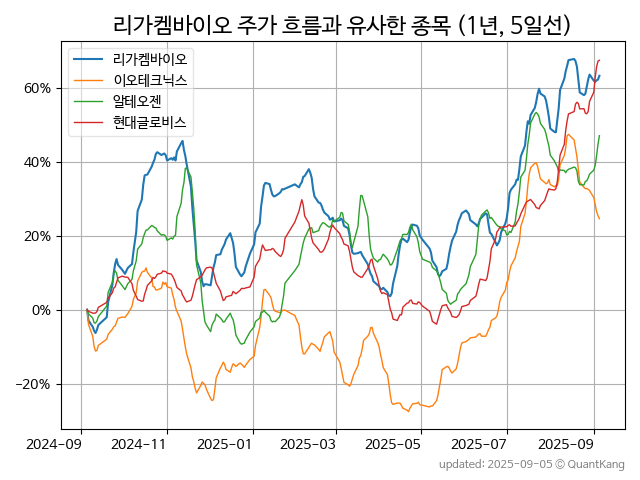 리가켐바이오 주가 흐름과 유사한 종목 (1년, 5일선)
리가켐바이오
이오테크닉스
알테오젠
현대글로비스
60%
40%
20%
0%
−20%
2024−09
2024−11
2025−01
2025−03
2025−05
2025−07
2025−09
updated: 2025-09-05 © QuantKang